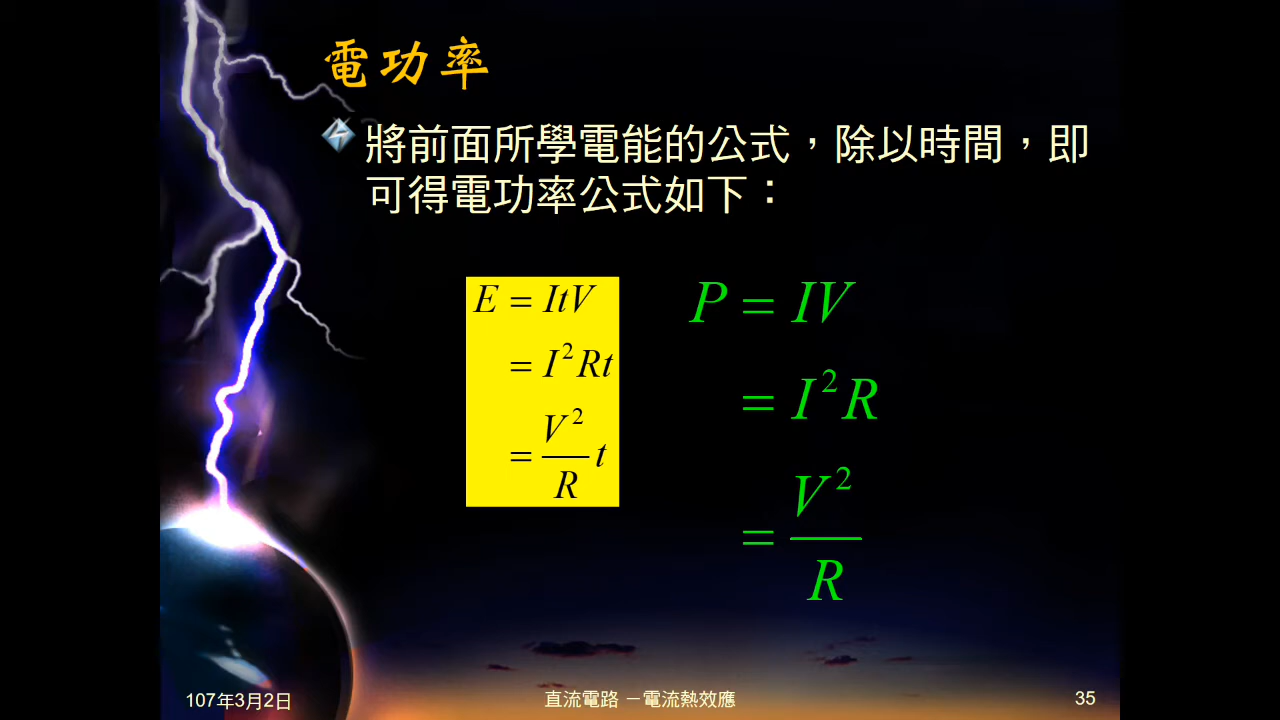 電功率
將前面所學電能的公式，除以時間，即
可得電功率公式如下：
E = ItV
= I²Rt
= V²/R t
P = IV
= I²R
= V²/R
107年3月2日
直流電路 －電流熱效應
35